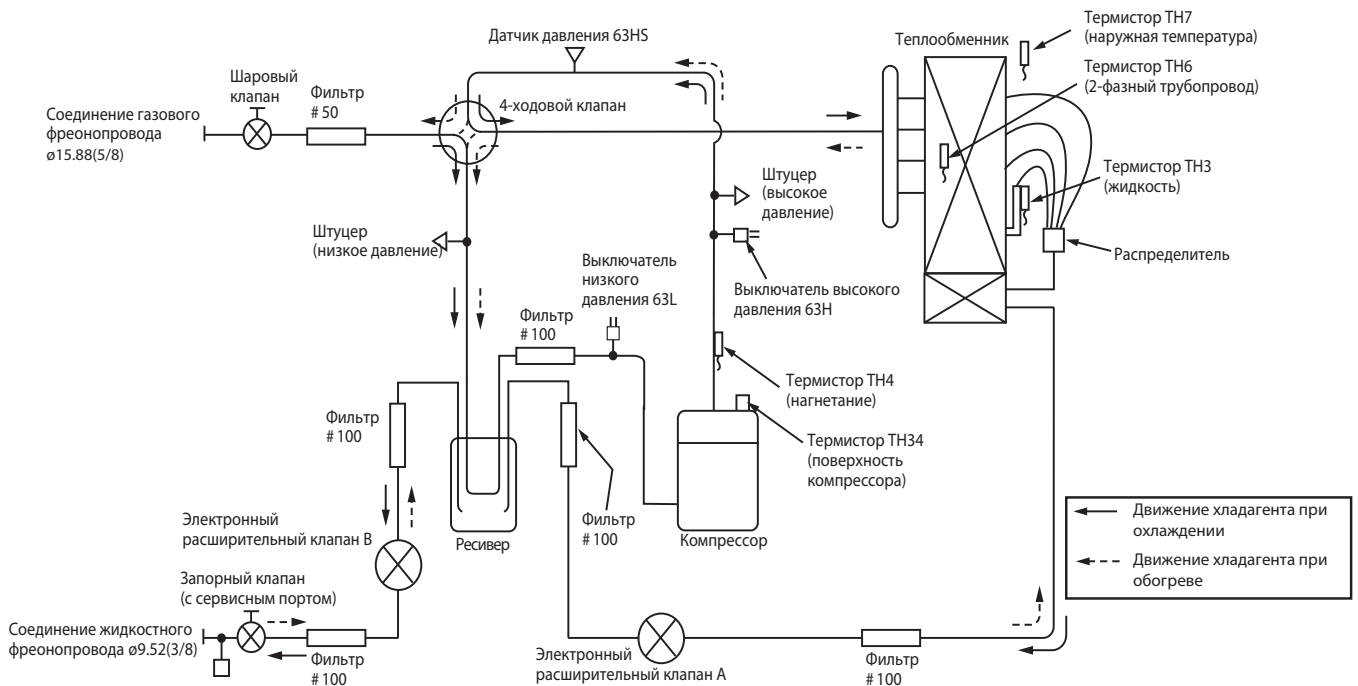 Датчик давления 63HS
Теплообменник
Термистор TH7
(наружная температура)
Термистор TH6
(2-фазный трубопровод)
Шаровый
клапан
Фильтр
# 50
4-ходовой клапан
Соединение газового
фреонопровода
ø15.88(5/8)
Термистор TH3
(жидкость)
Штуцер
(высокое
давление)
Штуцер
(низкое давление)
Распределитель
Выключатель
низкого
давления 63L
Выключатель высокого
давления 63H
Фильтр
# 100
Термистор TH4
(нагнетание)
Фильтр
# 100
Термистор TH34
(поверхность
компрессора)
Фильтр
# 100
Электронный
расширительный клапан B
Ресивер
Компрессор
Движение хладагента при
охлаждении
Движение хладагента при
обогреве
Запорный клапан
(с сервисным портом)
Соединение жидкостного
фреонопровода ø9.52(3/8)
Фильтр
# 100
Электронный
расширительный клапан A
Фильтр
# 100